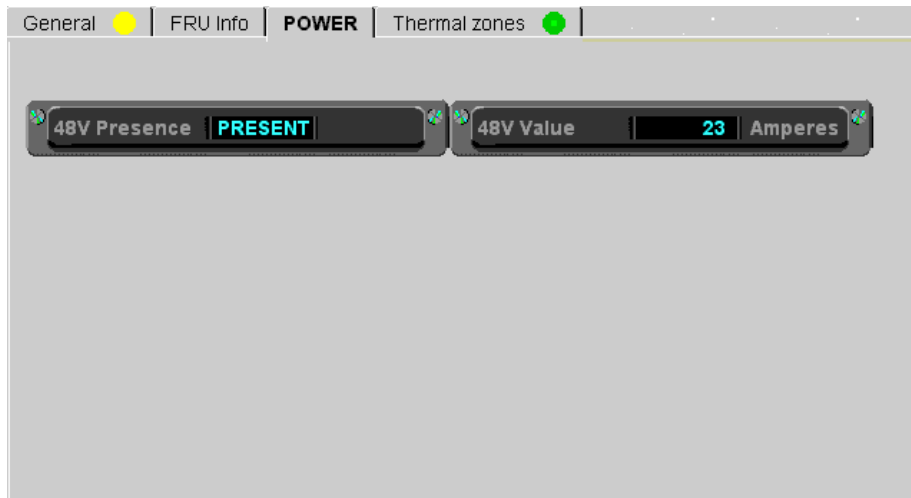 General FRU Info POWER Thermal zones
48V Presence PRESENT 48V Value 23 Amperes